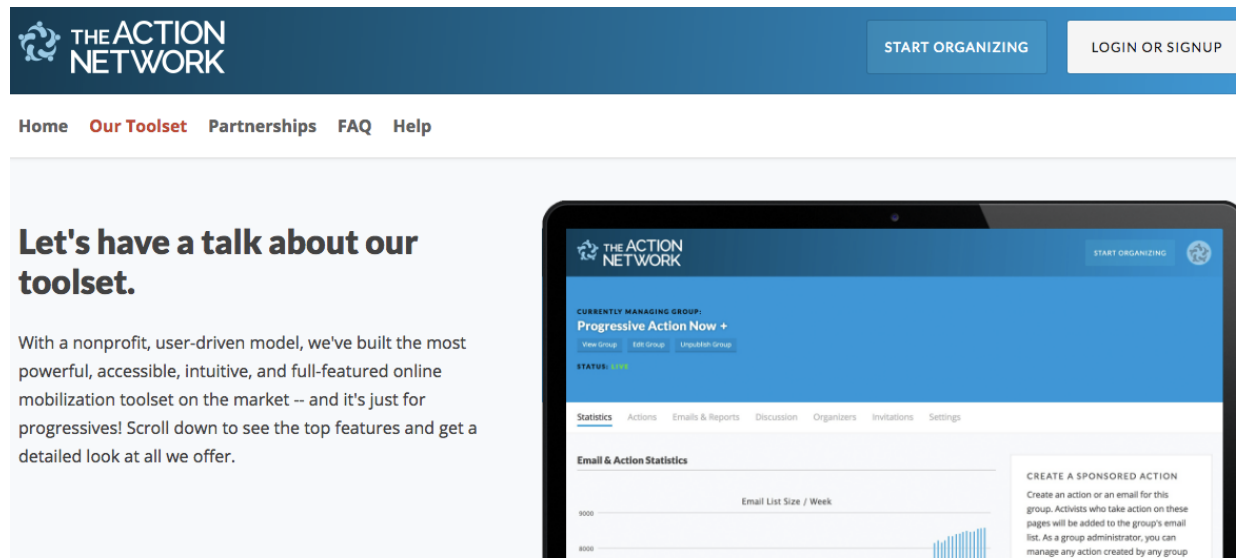 THE ACTION
NETWORK
START ORGANIZING
LOGIN OR SIGNUP
Home Our Toolset Partnerships FAQ Help
Let's have a talk about our
toolset.
With a nonprofit, user-driven model, we've built the most
powerful, accessible, intuitive, and full-featured online
mobilization toolset on the market -- and it's just for
progressives! Scroll down to see the top features and get a
detailed look at all we offer.
THE ACTION
NETWORK
START ORGANIZING
CURRENTLY MANAGING GROUP:
Progressive Action Now +
View Group Edit Group Unpublish Group
STATUS: LIVE
Statistics Actions Emails & Reports Discussion Organizers Invitations Settings
Email & Action Statistics
Email List Size / Week
9000
8000
CREATE A SPONSORED ACTION
Create an action or an email for this
group. Activists who take action on these
pages will be added to the group's email
list. As a group administrator, you can
manage any action created by any group